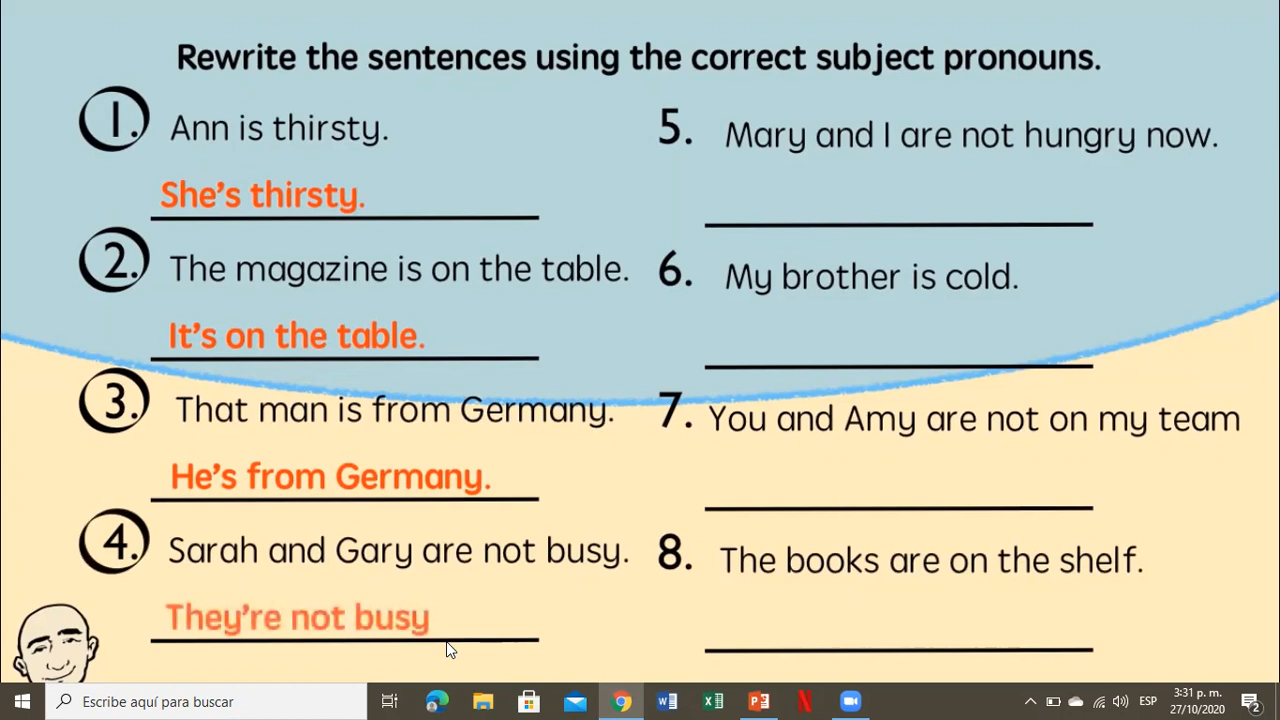 Rewrite the sentences using the correct subject pronouns.
1. Ann is thirsty.
She's thirsty.
2. The magazine is on the table.
It's on the table.
3. That man is from Germany.
He's from Germany.
4. Sarah and Gary are not busy.
They're not busy
5. Mary and I are not hungry now.
6. My brother is cold.
7. You and Amy are not on my team
8. The books are on the shelf.
Escribe aquí para buscar
ESP
3:31 p. m.
27/10/2020
2